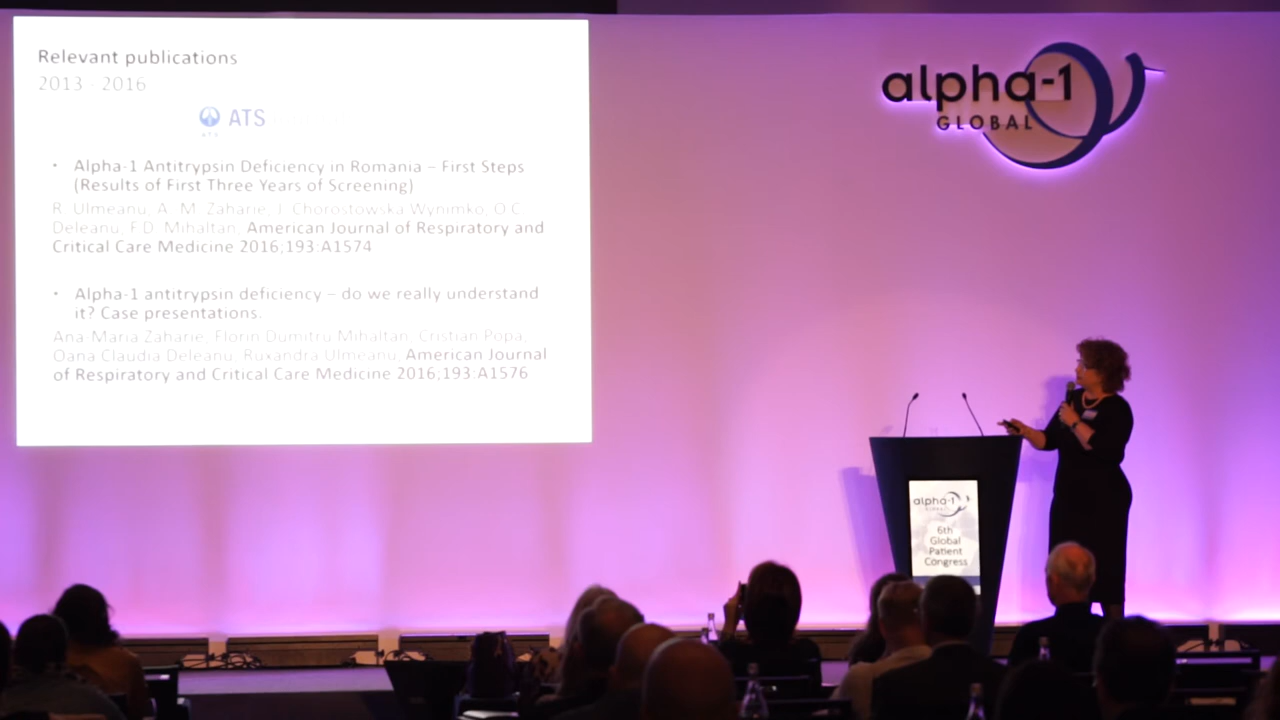 Relevant publications
2013 - 2016
ATS
• Alpha-1 Antitrypsin Deficiency in Romania – First Steps
(Results of First Three Years of Screening)
R. Ulmeanu, A. M. Zaharie, J. Chorostowska-Wynimko, O.C.
Deleanu, F.D. Mihaltan, American Journal of Respiratory and
Critical Care Medicine 2016;193:A1574
• Alpha-1 antitrypsin deficiency – do we really understand
it? Case presentations.
Ana-Maria Zaharie, Florin Dumitru Mihaltan, Cristian Popa,
Oana Claudia Deleanu, Ruxandra Ulmeanu, American Journal
of Respiratory and Critical Care Medicine 2016;193:A1576
alpha-1
GLOBAL
alpha-1
6th
Global
Patient
Congress